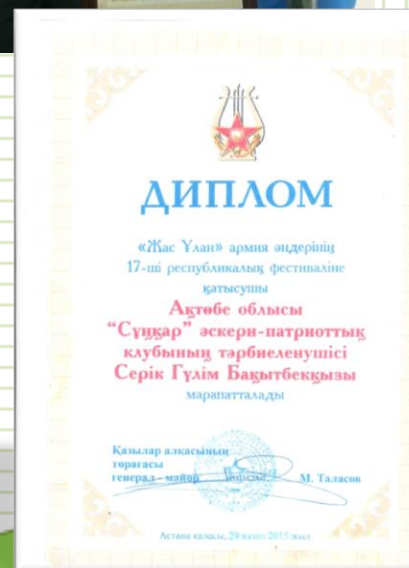 ДИПЛОМ
«Жас Ұлан» армия әндерінің
17-ші республикалық фестиваліне
қатысушы
Ақтөбе облысы
“Сұңқар” әскери-патриоттық
клубының тәрбиеленушісі
Серік Гүлім Бақытбекқызы
марапатталады
Қазылар алқасының
төрағасы
генерал - майор М. Таласов
Астана қаласы, 29 2015 жыл